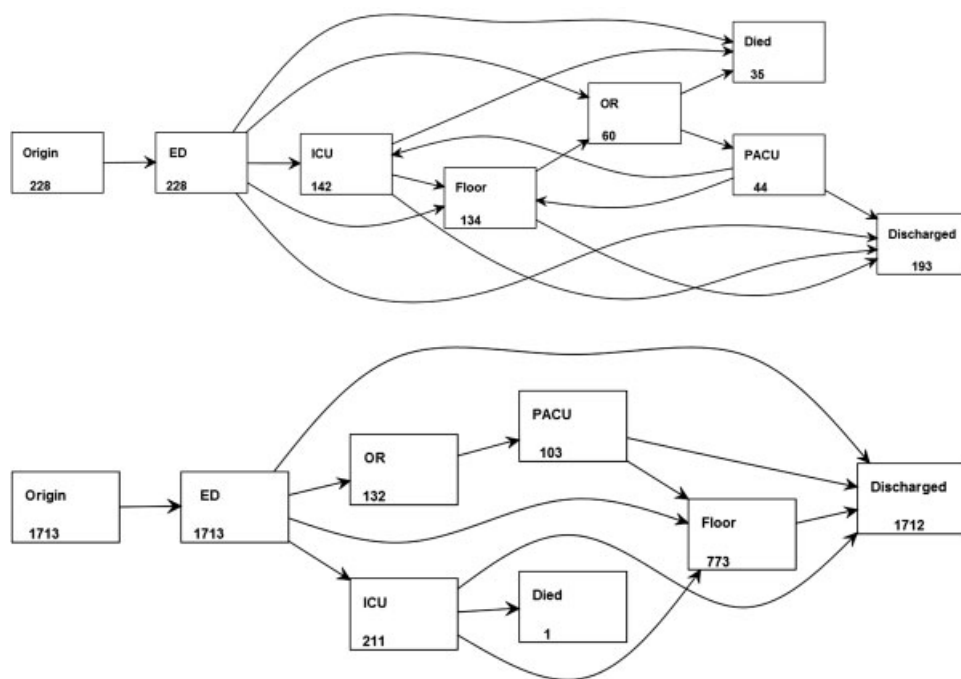 Died
35
OR
60
Origin
228
ED
228
ICU
142
PACU
44
Floor
134
Discharged
193
PACU
103
OR
132
Origin
1713
ED
1713
Discharged
1712
Floor
773
ICU
211
Died
1